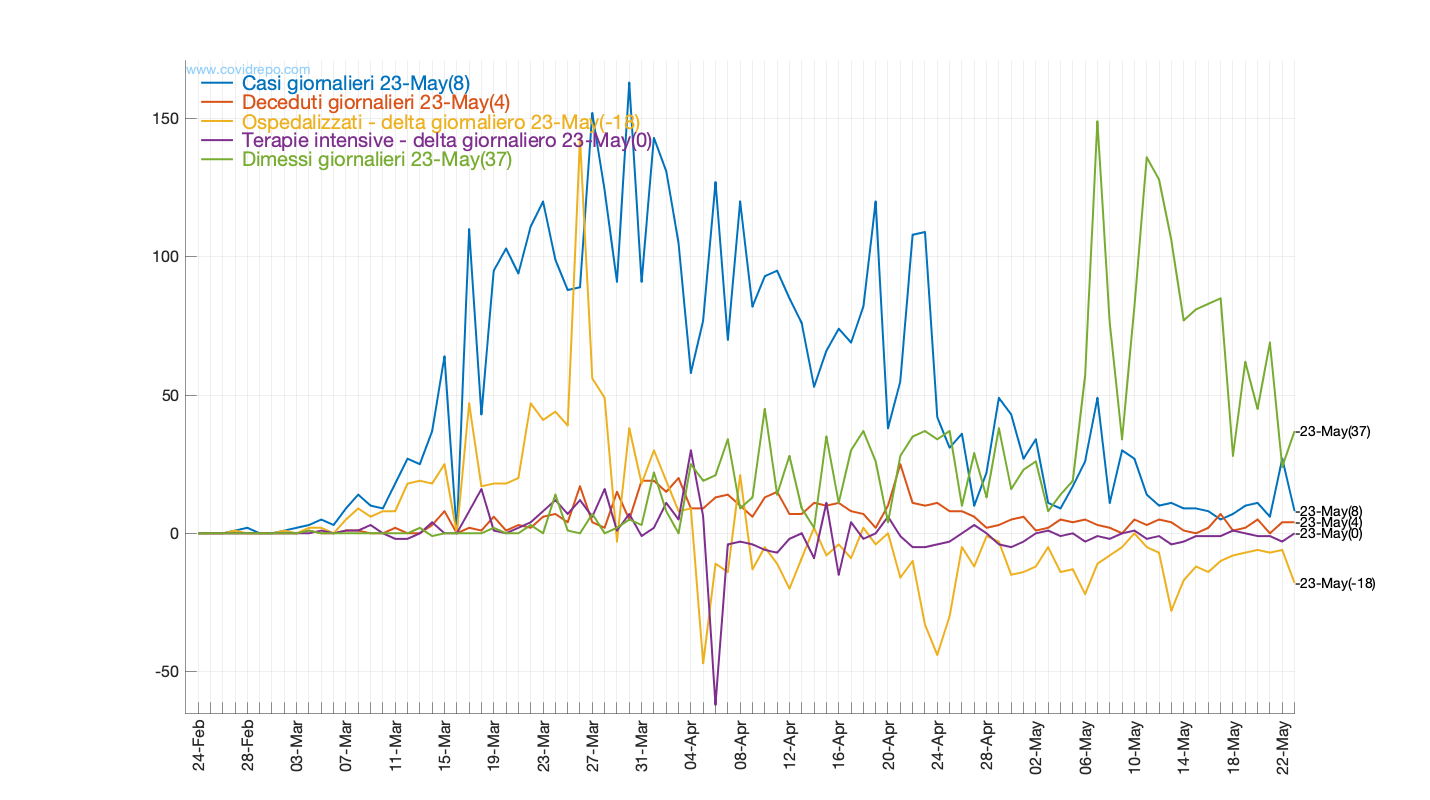 www.covidrepo.com
Casi giornalieri 23-May(8)
Deceduti giornalieri 23-May(4)
Ospedalizzati - delta giornaliero 23-May(-18)
Terapie intensive - delta giornaliero 23-May(0)
Dimessi giornalieri 23-May(37)
150
100
50
0
-50
-23-May(37)
-23-May(8)
-23-May(4)
-23-May(0)
-23-May(-18)
24-Feb
28-Feb
03-Mar
07-Mar
11-Mar
15-Mar
19-Mar
23-Mar
27-Mar
31-Mar
04-Apr
08-Apr
12-Apr
16-Apr
20-Apr
24-Apr
28-Apr
02-May
06-May
10-May
14-May
18-May
22-May